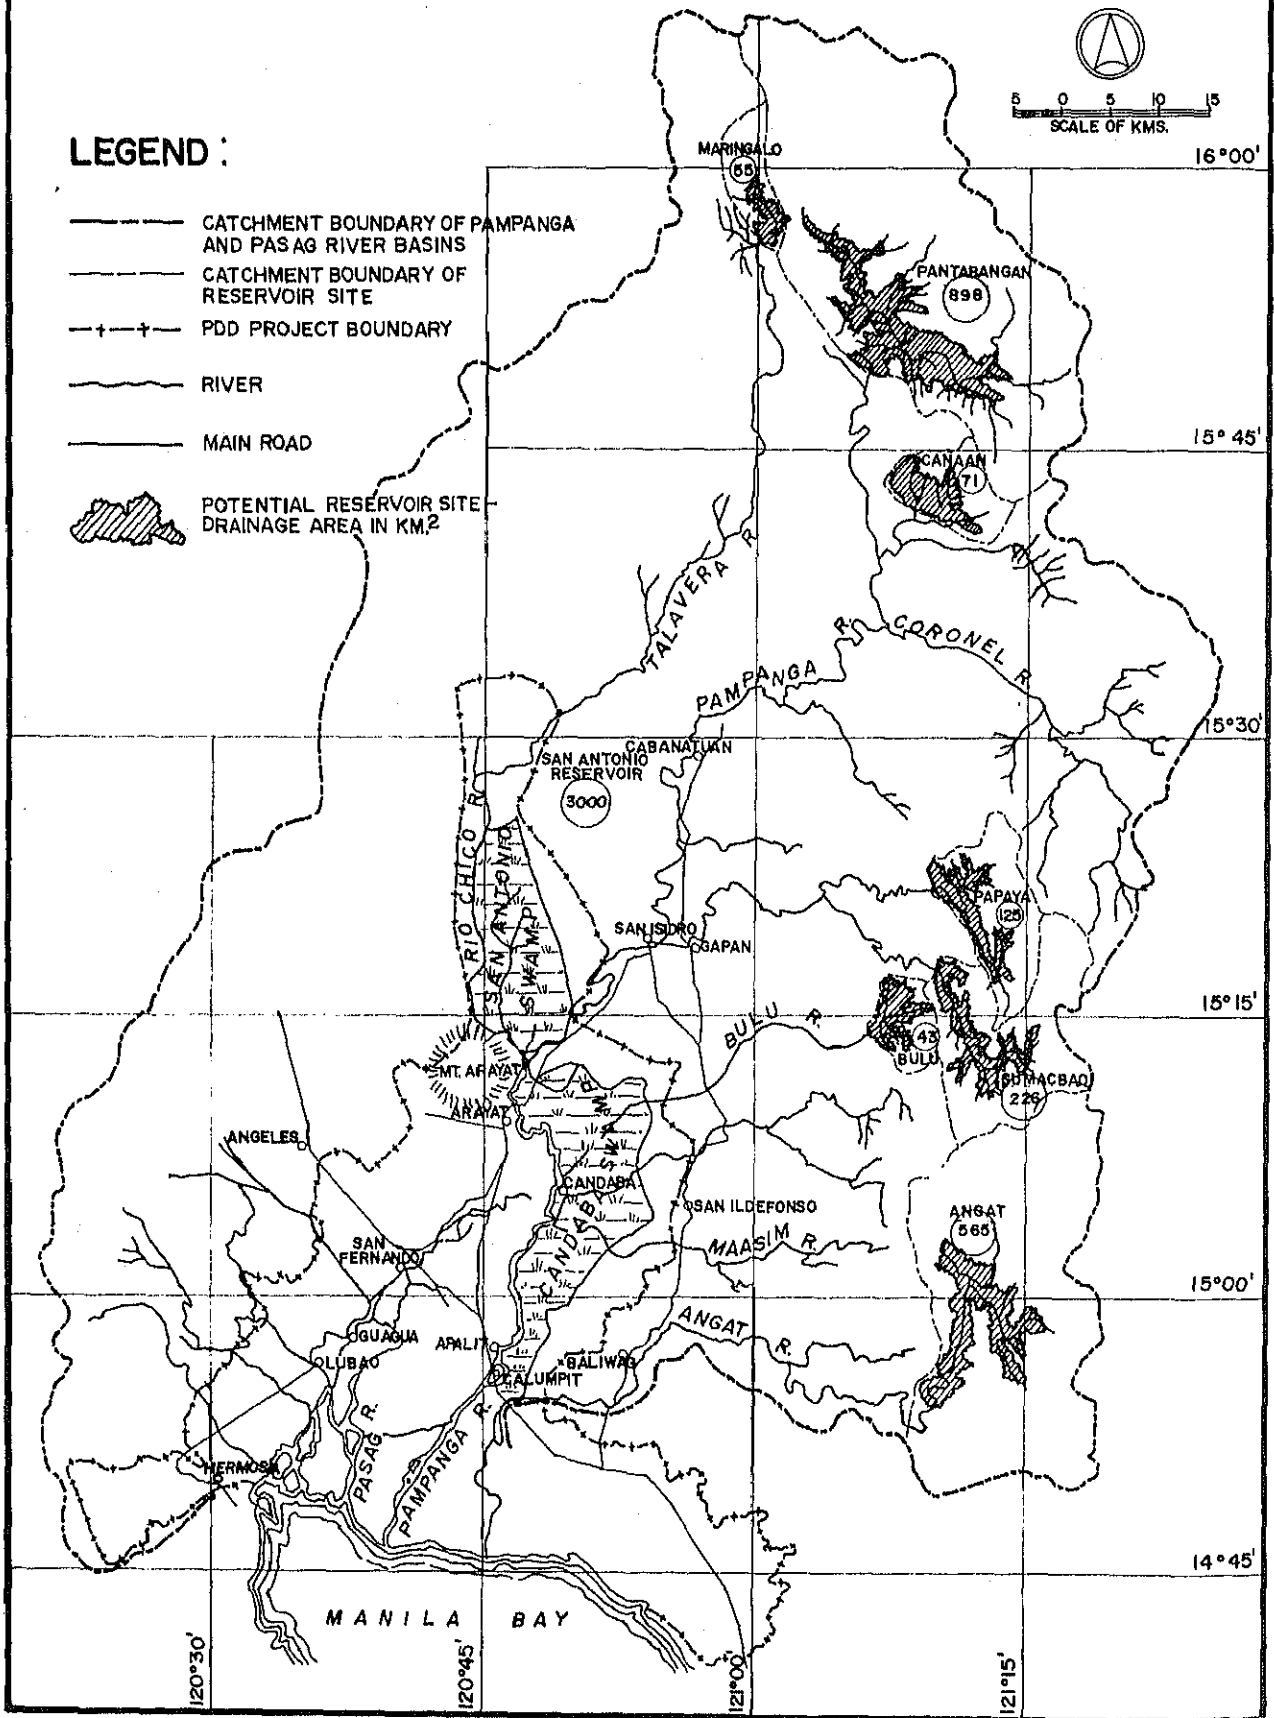 5 0 5 10 15
SCALE OF KMS.
LEGEND :
CATCHMENT BOUNDARY OF PAMPANGA
AND PASAG RIVER BASINS
CATCHMENT BOUNDARY OF
RESERVOIR SITE
PDD PROJECT BOUNDARY
RIVER
MAIN ROAD
POTENTIAL RESERVOIR SITE
DRAINAGE AREA IN KM.2
MARINGALO
55
16°00'
PANTABANGAN
898
15°45'
CANAAN
71
TALAVERA R.
CORONEL R.
PAMPANGA R.
15°30'
CABANATUAN
SAN ANTONIO
RESERVOIR
3000
RIO CHICO R.
SAN ANTONIO
SWAMP
PAPAYA
125
SAN ISIDRO
GAPAN
15°15'
BULU R.
43
BULU
SUMACBAO
226
MT. ARAYAT
ARAYAT
ANGELES
CANDABA
CANDABA SWAMP
SAN ILDEFONSO
ANGAT
565
SAN
FERNANDO
MAASIM R.
15°00'
ANGAT R.
GUAGUA
APALIT
LUBAO
BALIWAG
CALUMPIT
HERMOSA
PASAG R.
PAMPANGA R.
14°45'
MANILA BAY
120°30'
120°45'
121°00'
121°15'